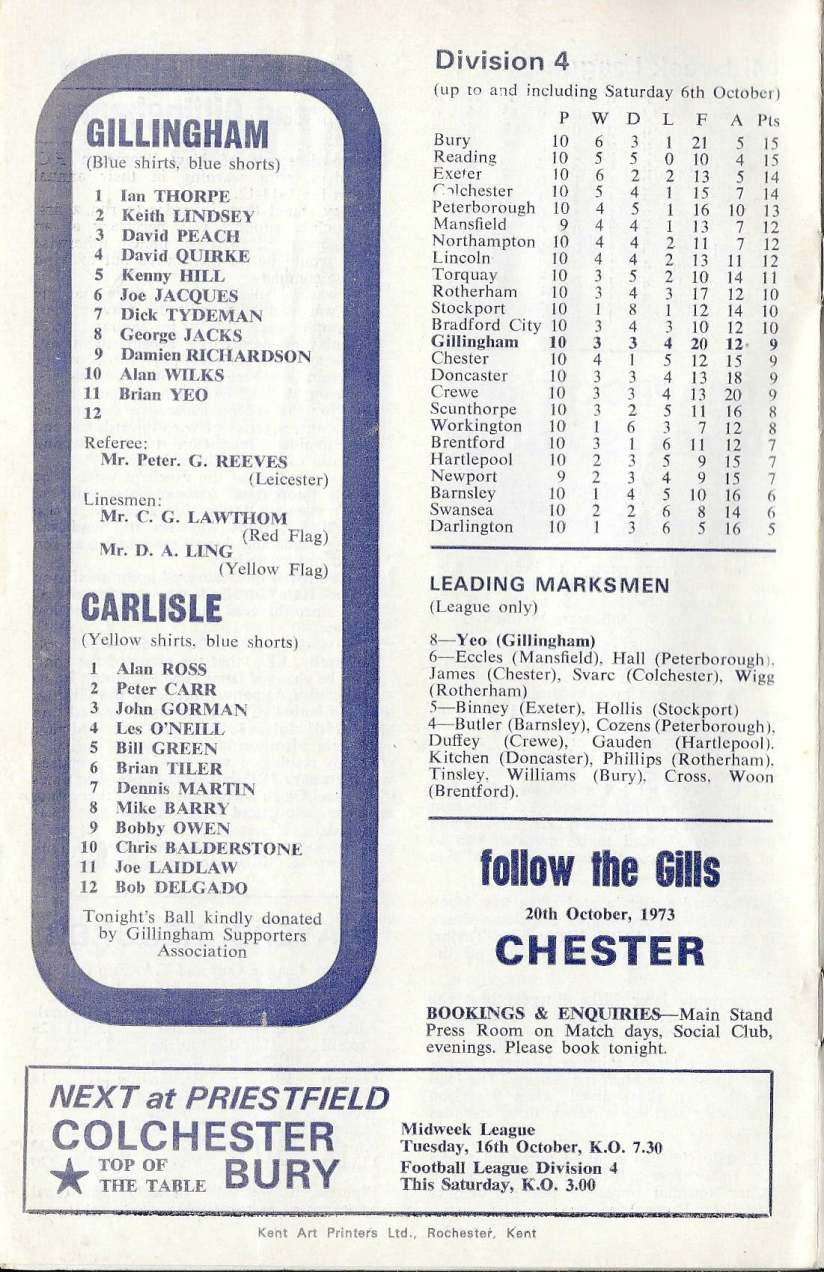 GILLINGHAM
(Blue shirts, blue shorts)
1 Ian THORPE
2 Keith LINDSEY
3 David PEACH
4 David QUIRKE
5 Kenny HILL
6 Joe JACQUES
7 Dick TYDEMAN
8 George JACKS
9 Damien RICHARDSON
10 Alan WILKS
11 Brian YEO
12
Referee:
Mr. Peter. G. REEVES
(Leicester)
Linesmen:
Mr. C. G. LAWTHOM
(Red Flag)
Mr. D. A. LING
(Yellow Flag)
CARLISLE
(Yellow shirts, blue shorts)
1 Alan ROSS
2 Peter CARR
3 John GORMAN
4 Les O'NEILL
5 Bill GREEN
6 Brian TILER
7 Dennis MARTIN
8 Mike BARRY
9 Bobby OWEN
10 Chris BALDERSTONE
11 Joe LAIDLAW
12 Bob DELGADO
Tonight's Ball kindly donated
by Gillingham Supporters
Association
Division 4
(up to and including Saturday 6th October)
P W D L F A Pts
Bury 10 6 3 1 21 5 15
Reading 10 5 5 0 10 4 15
Exeter 10 6 2 2 13 5 14
Colchester 10 5 4 1 15 7 14
Peterborough 10 4 5 1 16 10 13
Mansfield 9 4 4 1 13 7 12
Northampton 10 4 4 2 11 7 12
Lincoln 10 4 4 2 13 11 12
Torquay 10 3 5 2 10 14 11
Rotherham 10 3 4 3 17 12 10
Stockport 10 1 8 1 12 14 10
Bradford City 10 3 4 3 10 12 10
Gillingham 10 3 3 4 20 12 9
Chester 10 4 1 5 12 15 9
Doncaster 10 3 3 4 13 18 9
Crewe 10 3 3 4 13 20 9
Scunthorpe 10 3 2 5 11 16 8
Workington 10 1 6 3 7 12 8
Brentford 10 3 1 6 11 12 7
Hartlepool 10 2 3 5 9 15 7
Newport 9 2 3 4 9 15 7
Barnsley 10 1 4 5 10 16 6
Swansea 10 2 2 6 8 14 6
Darlington 10 1 3 6 5 16 5
LEADING MARKSMEN
(League only)
8—Yeo (Gillingham)
6—Eccles (Mansfield), Hall (Peterborough),
James (Chester), Svarc (Colchester), Wigg
(Rotherham)
5—Binney (Exeter), Hollis (Stockport)
4—Butler (Barnsley), Cozens (Peterborough),
Duffey (Crewe), Gauden (Hartlepool).
Kitchen (Doncaster), Phillips (Rotherham),
Tinsley, Williams (Bury), Cross, Woon
(Brentford).
follow the Gills
20th October, 1973
CHESTER
BOOKINGS & ENQUIRIES—Main Stand
Press Room on Match days, Social Club,
evenings. Please book tonight.
NEXT at PRIESTFIELD
COLCHESTER
Midweek League
Tuesday, 16th October, K.O. 7.30
TOP OF
THE TABLE BURY
Football League Division 4
This Saturday, K.O. 3.00
Kent Art Printers Ltd., Rochester, Kent